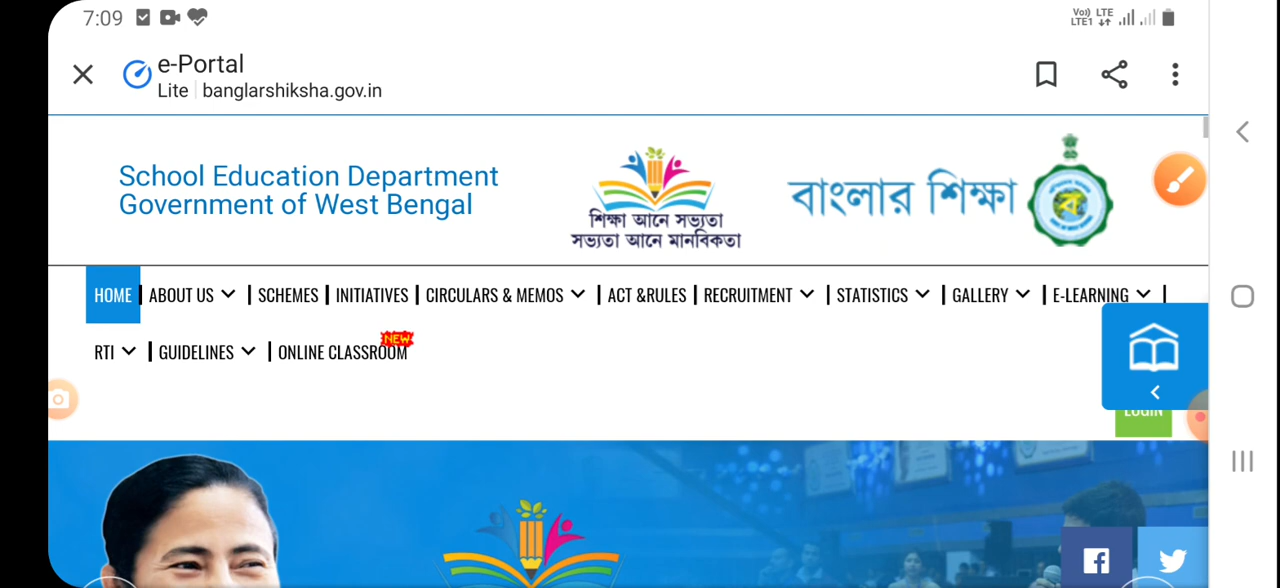 7:09
Vo) LTE
LTE1
e-Portal
Lite banglarshiksha.gov.in
School Education Department
Government of West Bengal
শিক্ষা আনে সভ্যতা
সভ্যতা আনে মানবিকতা
বাংলার শিক্ষা
HOME | ABOUT US | SCHEMES | INITIATIVES | CIRCULARS & MEMOS | ACT &RULES | RECRUITMENT | STATISTICS | GALLERY | E-LEARNING |
RTI | GUIDELINES | ONLINE CLASSROOM NEW
LOGIN